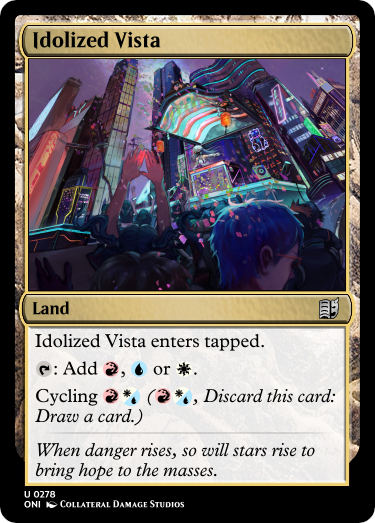 Idolized Vista
Land
Idolized Vista enters tapped.
: Add , or .
Cycling (, Discard this card:
Draw a card.)
When danger rises, so will stars rise to
bring hope to the masses.
U 0278
ONI Collateral Damage Studios